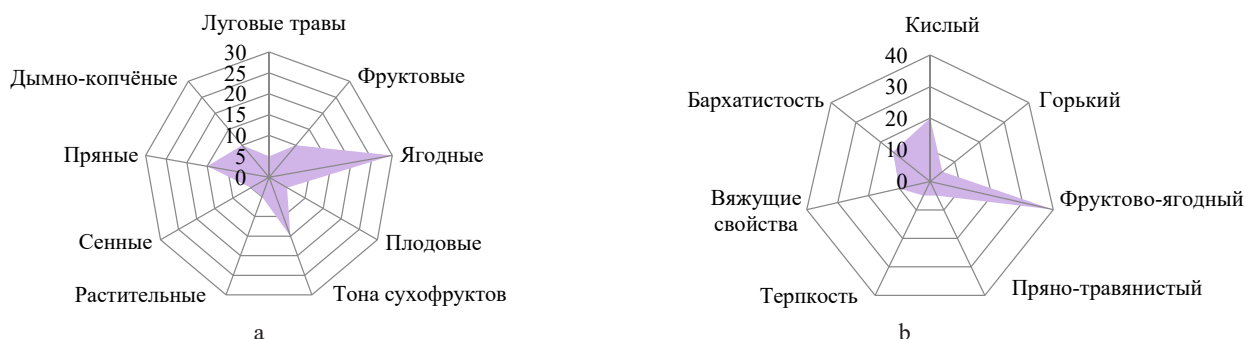 Луговые травы
30
25
20
15
10
5
0
Фруктовые
Ягодные
Плодовые
Тона сухофруктов
Растительные
Сенные
Пряные
Дымно-копчёные
а
Кислый
40
30
20
10
0
Горький
Фруктово-ягодный
Пряно-травянистый
Терпкость
Вяжущие
свойства
Бархатистость
b